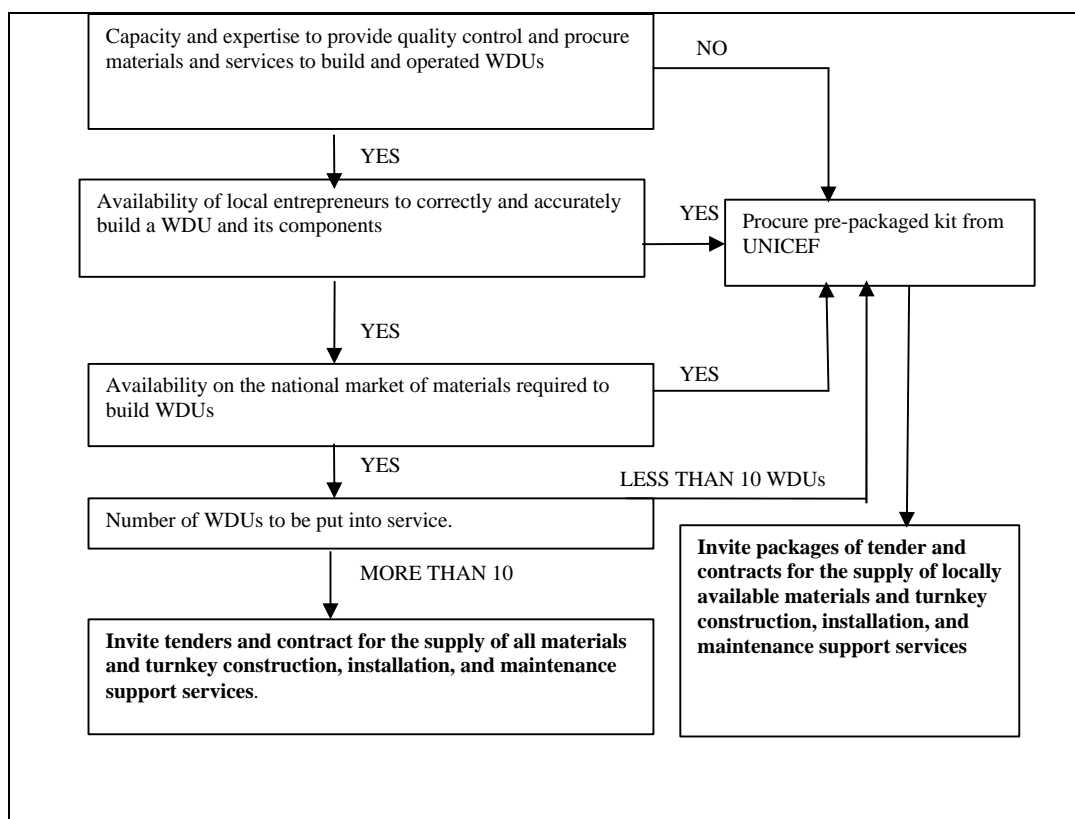 Capacity and expertise to provide quality control and procure
materials and services to build and operated WDUs
NO
YES
Availability of local entrepreneurs to correctly and accurately
build a WDU and its components
YES
Procure pre-packaged kit from
UNICEF
YES
Availability on the national market of materials required to
build WDUs
YES
YES
LESS THAN 10 WDUs
Number of WDUs to be put into service.
MORE THAN 10
Invite packages of tender and
contracts for the supply of locally
available materials and turnkey
construction, installation, and
maintenance support services
Invite tenders and contract for the supply of all materials
and turnkey construction, installation, and maintenance
support services.